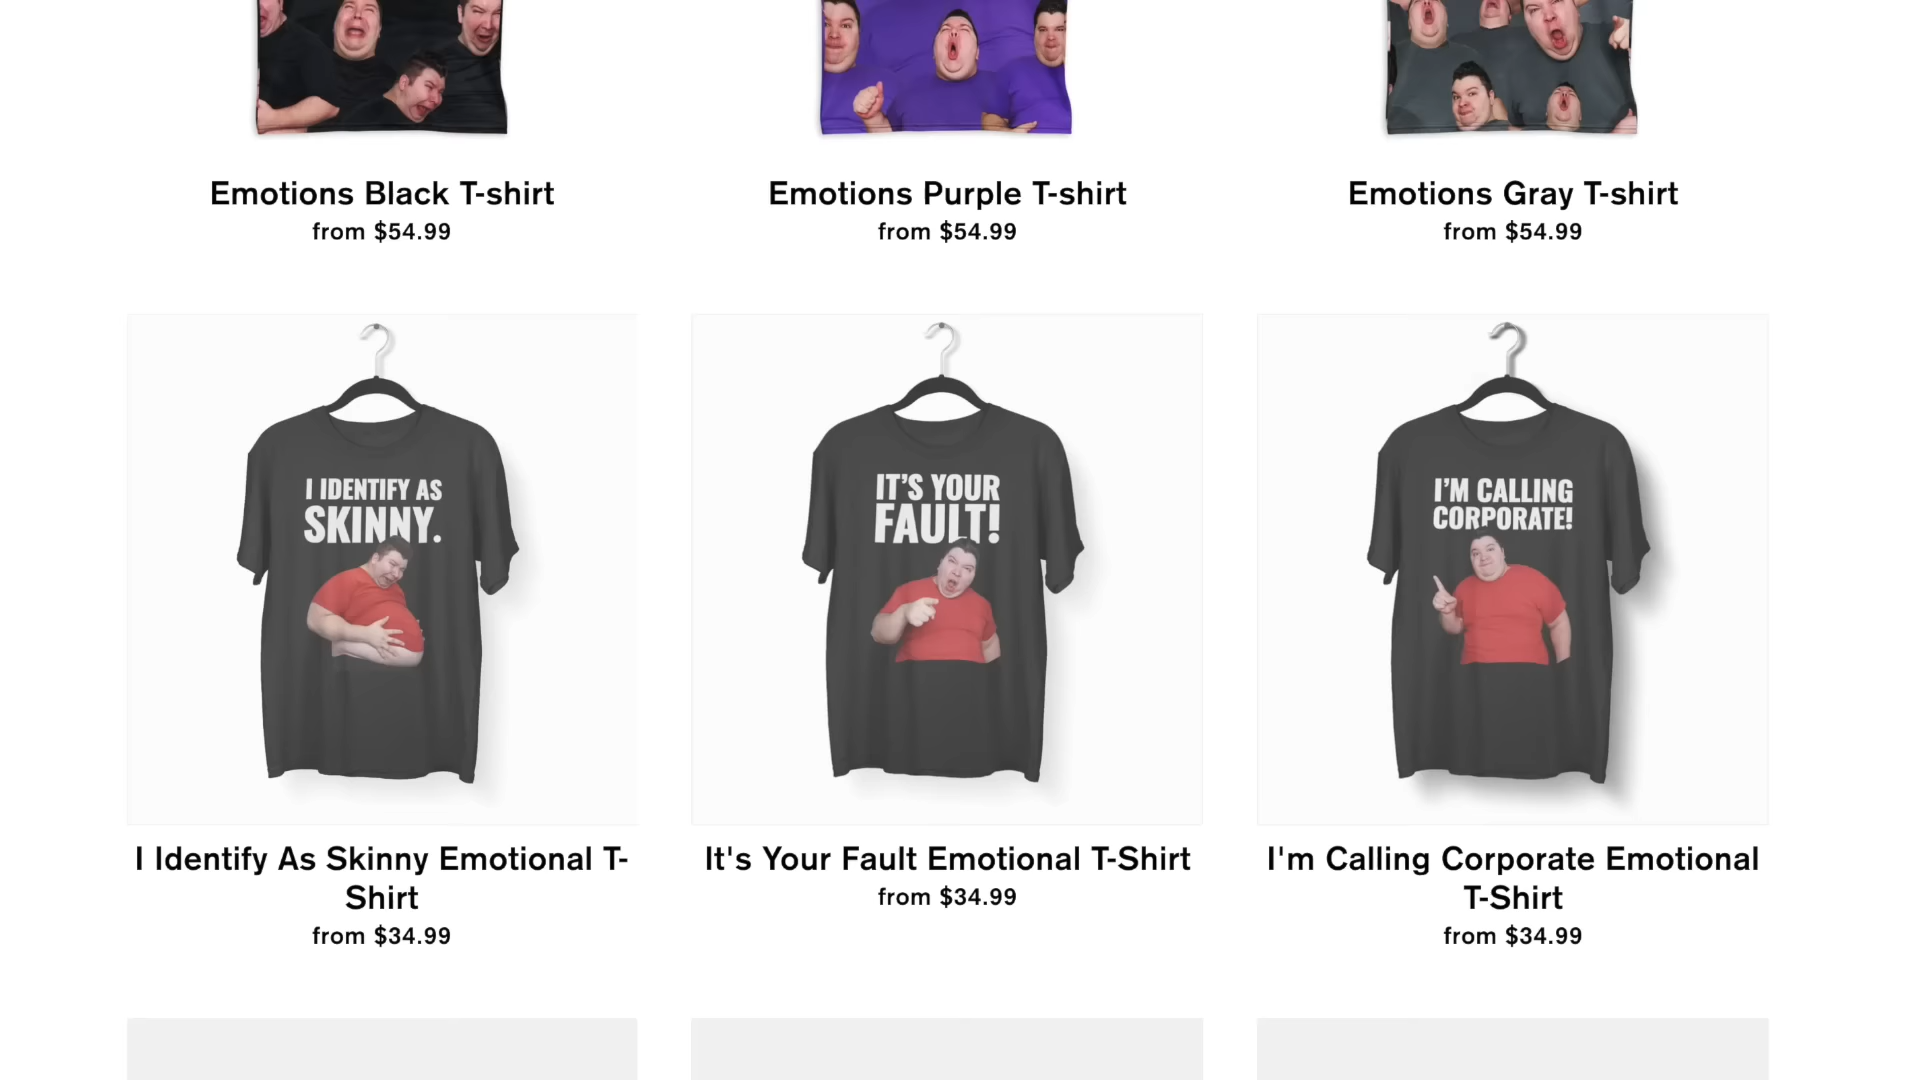 Emotions Black T-shirt
from $54.99
Emotions Purple T-shirt
from $54.99
Emotions Gray T-shirt
from $54.99
I IDENTIFY AS
SKINNY.
IT'S YOUR
FAULT!
I'M CALLING
CORPORATE!
I Identify As Skinny Emotional T-
Shirt
from $34.99
It's Your Fault Emotional T-Shirt
from $34.99
I'm Calling Corporate Emotional
T-Shirt
from $34.99